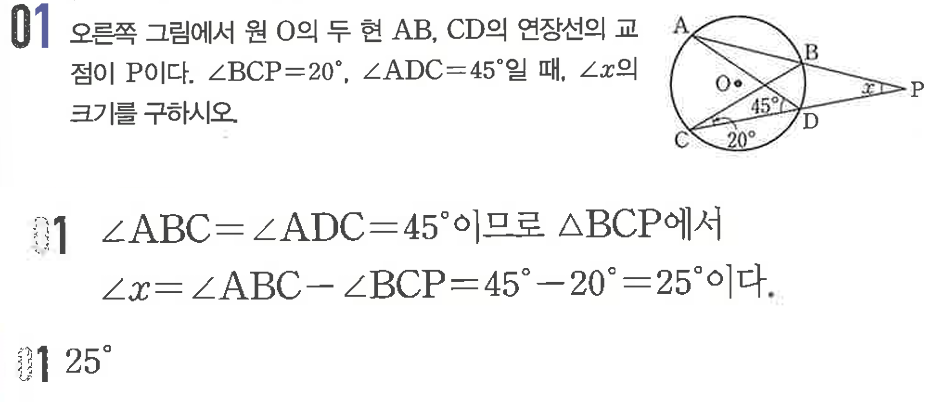 01 오른쪽 그림에서 원 O의 두 현 AB, CD의 연장선의 교
점이 P이다. ∠BCP=20°, ∠ADC=45°일 때, ∠x의
크기를 구하시오.
A
B
O
x
P
45°
D
C
20°
01 ∠ABC=∠ADC=45°이므로 △BCP에서
∠x=∠ABC-∠BCP=45°-20°=25°이다.
01 25°